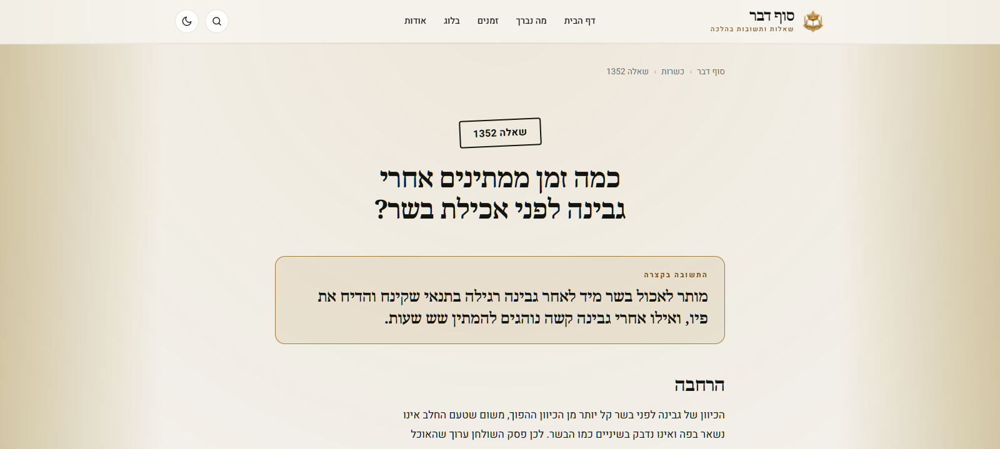 סוף דבר
שאלות ותשובות בהלכה
דף הבית
מה נברך
זמנים
בלוג
אודות
סוף דבר › כשרות › שאלה 1352
שאלה 1352
כמה זמן ממתינים אחרי
גבינה לפני אכילת בשר?
התשובה בקצרה
מותר לאכול בשר מיד לאחר גבינה רגילה בתנאי שקינח והדיח את
פיו, ואילו אחרי גבינה קשה נוהגים להמתין שש שעות.
הרחבה
הכיוון של גבינה לפני בשר קל יותר מן הכיוון ההפוך, משום שטעם החלב אינו
נשאר בפה ואינו נדבק בשיניים כמו הבשר. לכן פסק השולחן ערוך שהאוכל